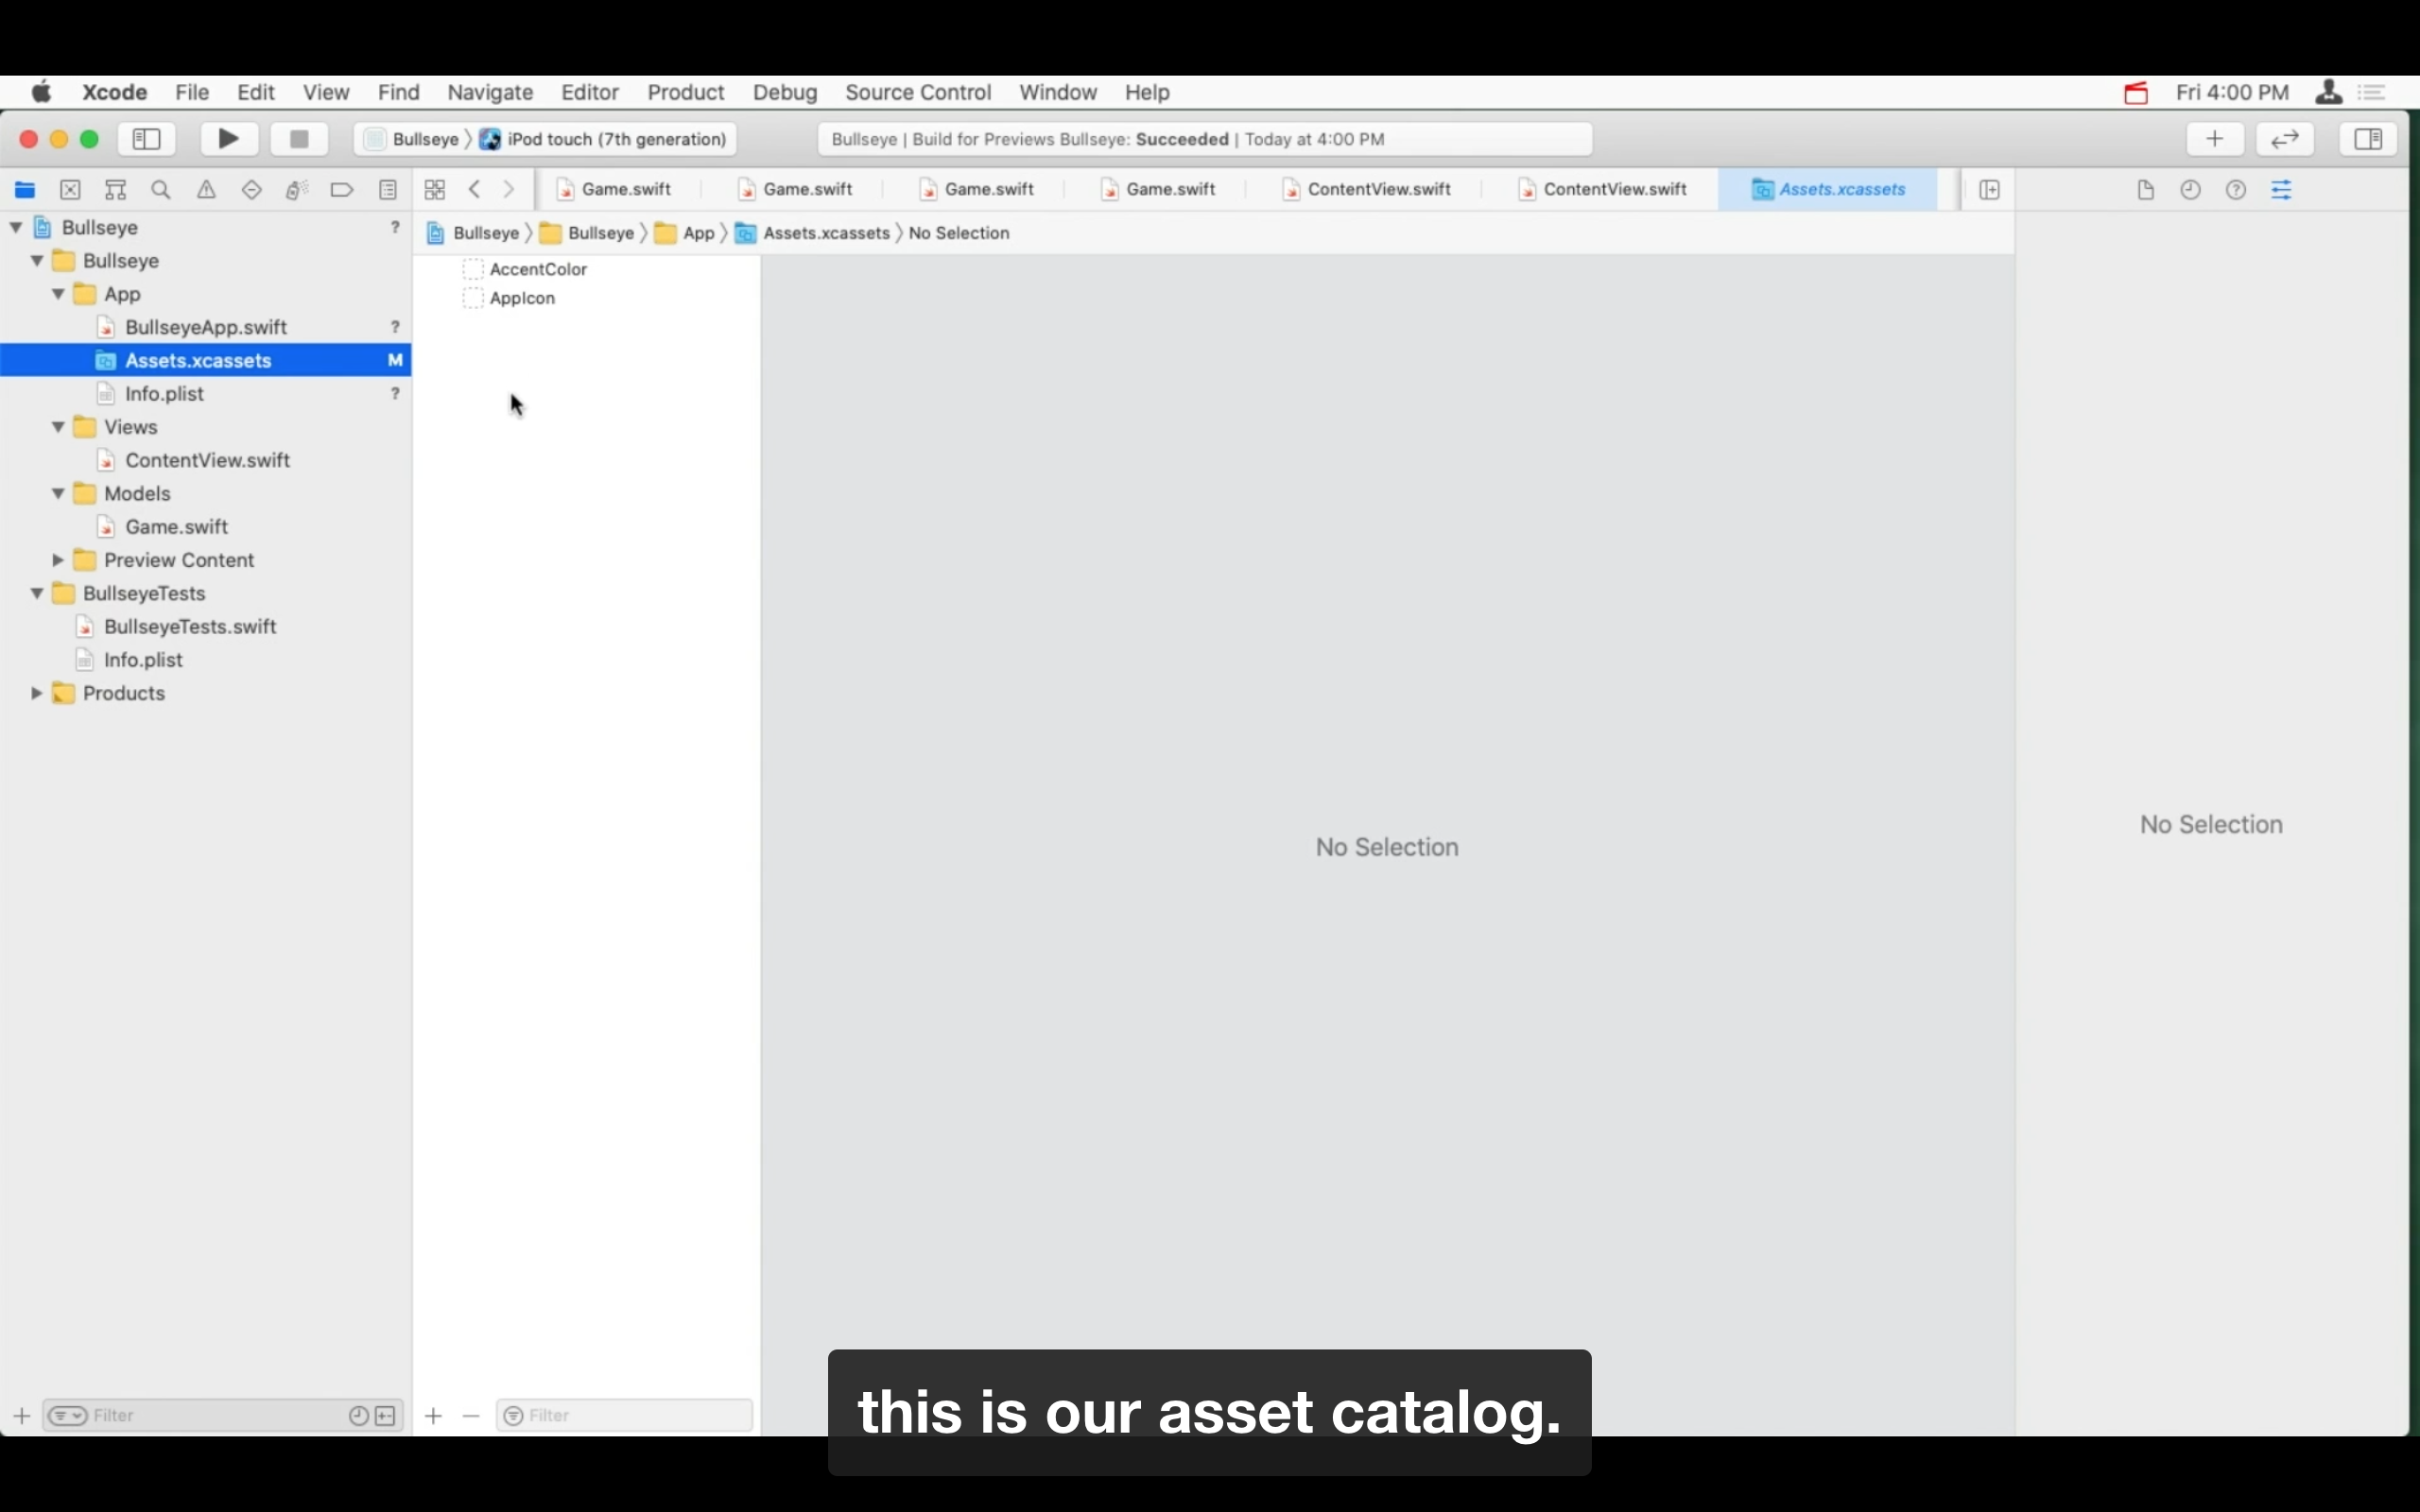 Xcode File Edit View Find Navigate Editor Product Debug Source Control Window Help Fri 4:00 PM
Bullseye 〉 iPod touch (7th generation) Bullseye | Build for Previews Bullseye: Succeeded | Today at 4:00 PM
Game.swift Game.swift Game.swift Game.swift ContentView.swift ContentView.swift Assets.xcassets
Bullseye 〉 Bullseye 〉 App 〉 Assets.xcassets 〉 No Selection
Bullseye ?
Bullseye
App
BullseyeApp.swift ?
Assets.xcassets M
Info.plist ?
Views
ContentView.swift
Models
Game.swift
Preview Content
BullseyeTests
BullseyeTests.swift
Info.plist
Products
AccentColor
AppIcon
No Selection
No Selection
Filter
Filter
this is our asset catalog.